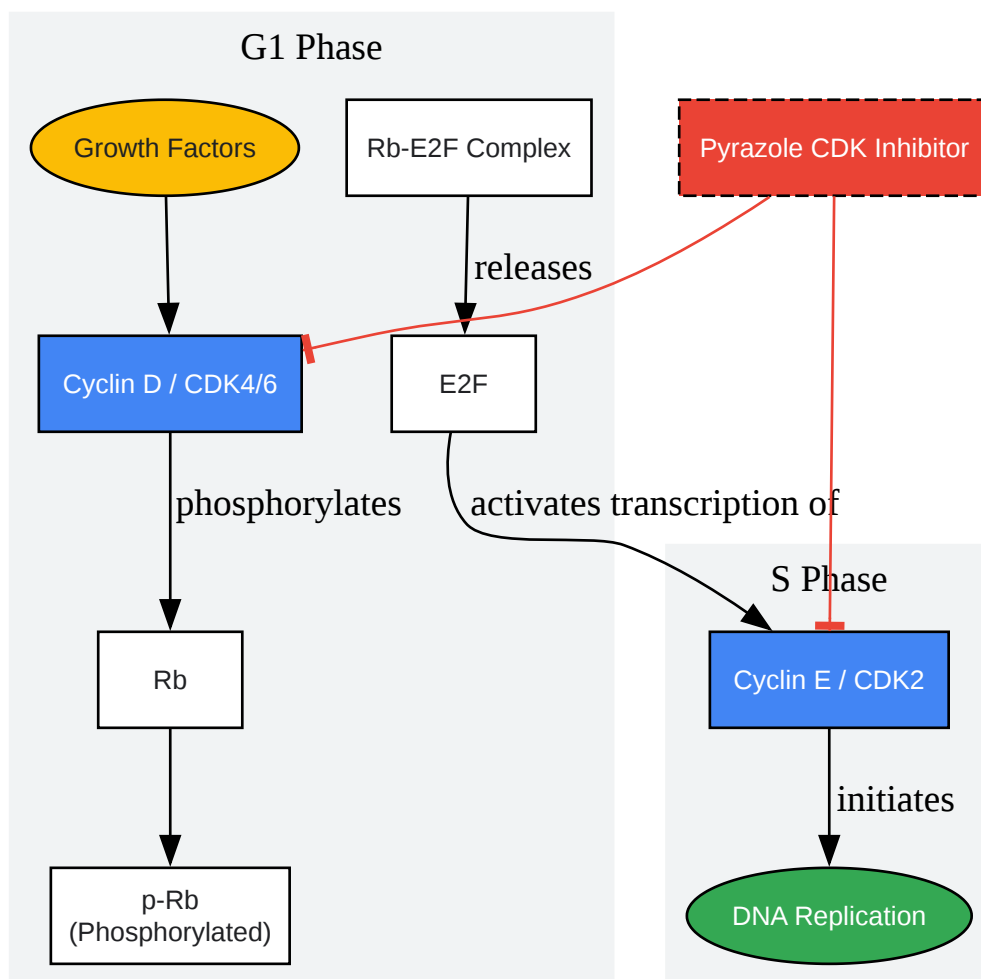 G1 Phase
Growth Factors
Rb-E2F Complex
Pyrazole CDK Inhibitor
releases
Cyclin D / CDK4/6
E2F
phosphorylates
activates transcription of
S Phase
Rb
Cyclin E / CDK2
initiates
p-Rb
(Phosphorylated)
DNA Replication